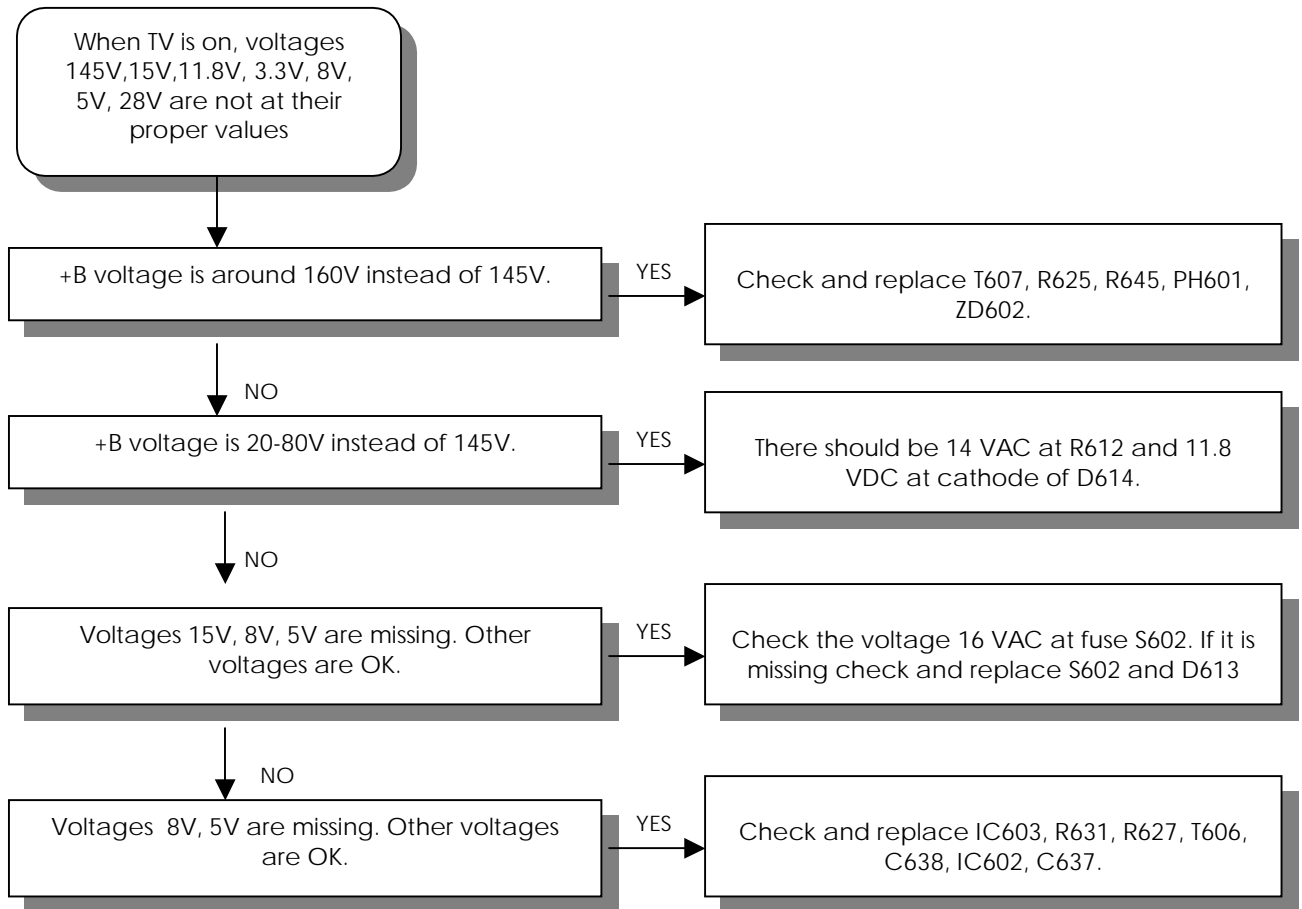 When TV is on, voltages
145V,15V,11.8V, 3.3V, 8V,
5V, 28V are not at their
proper values
+B voltage is around 160V instead of 145V.
YES
Check and replace T607, R625, R645, PH601,
ZD602.
NO
+B voltage is 20-80V instead of 145V.
YES
There should be 14 VAC at R612 and 11.8
VDC at cathode of D614.
NO
Voltages 15V, 8V, 5V are missing. Other
voltages are OK.
YES
Check the voltage 16 VAC at fuse S602. If it is
missing check and replace S602 and D613
NO
Voltages 8V, 5V are missing. Other voltages
are OK.
YES
Check and replace IC603, R631, R627, T606,
C638, IC602, C637.